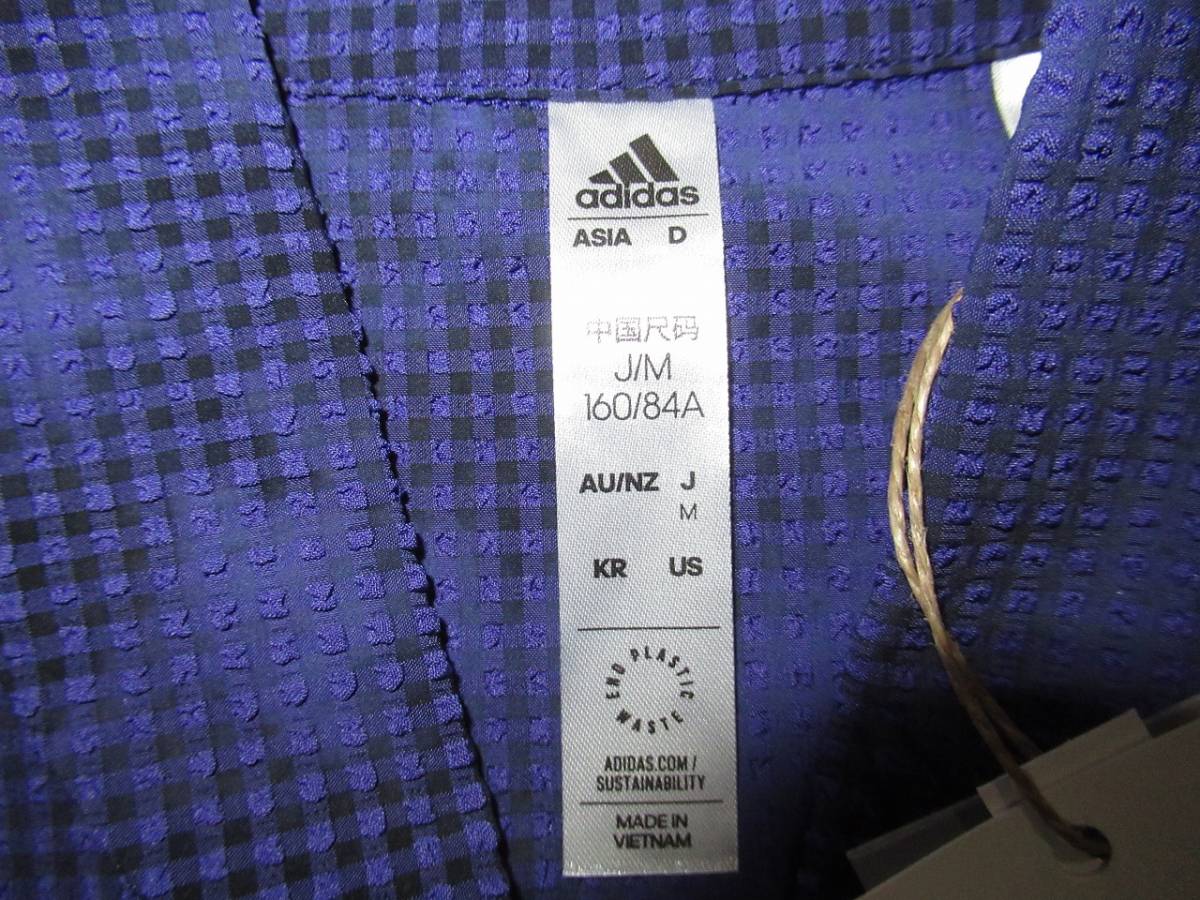 adidas
ASIA D
中国尺码
J/M
160/84A
AU/NZ J
M
KR US
END PLASTIC WASTE
ADIDAS.COM/
SUSTAINABILITY
MADE IN
VIETNAM